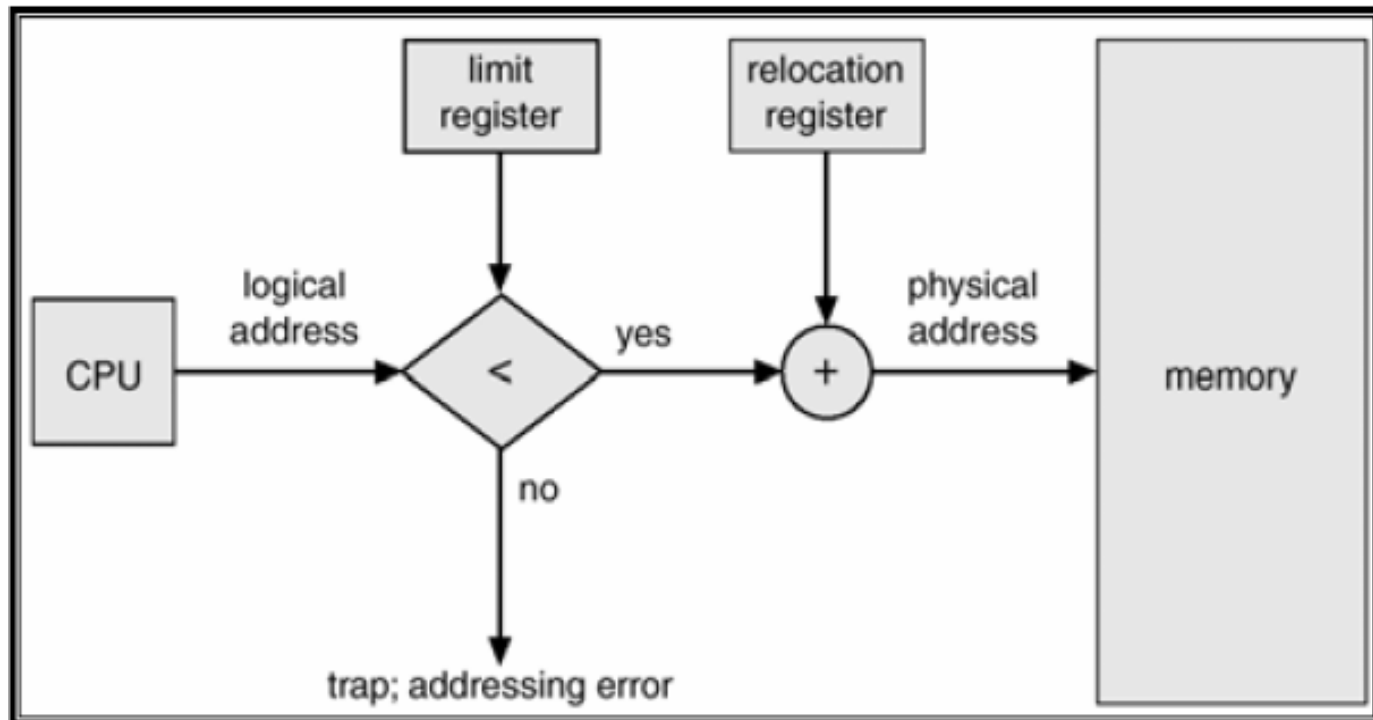 limit
register
relocation
register
logical
address
physical
address
CPU
<
yes
+
memory
no
trap; addressing error